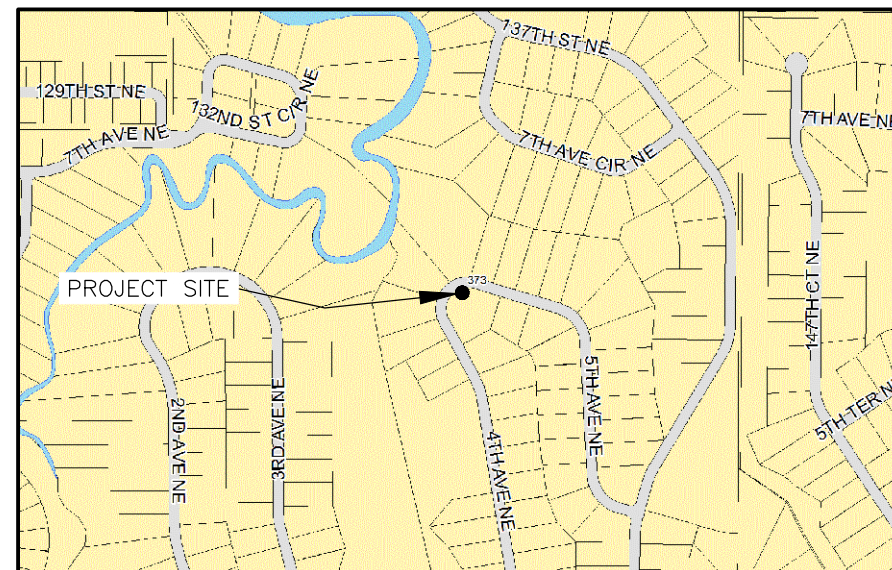 137TH ST NE
129TH ST NE
132ND ST CIR NE
7TH AVE NE
7TH AVE NE
7TH AVE CIR NE
PROJECT SITE
373
147TH CT NE
5TH AVE NE
3RD AVE NE
2ND AVE NE
4TH AVE NE
5TH TER N